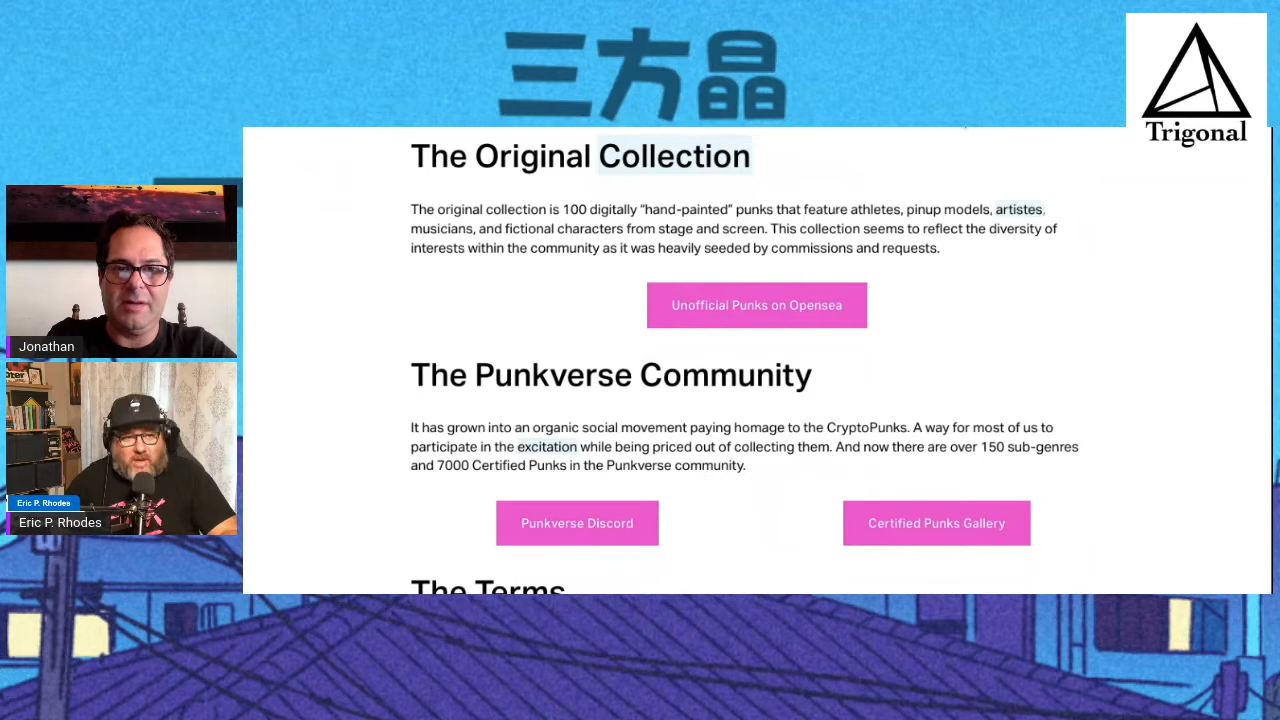 三方晶
Trigonal
The Original Collection
The original collection is 100 digitally “hand-painted” punks that feature athletes, pinup models, artistes,
musicians, and fictional characters from stage and screen. This collection seems to reflect the diversity of
interests within the community as it was heavily seeded by commissions and requests.
Unofficial Punks on Opensea
The Punkverse Community
It has grown into an organic social movement paying homage to the CryptoPunks. A way for most of us to
participate in the excitation while being priced out of collecting them. And now there are over 150 sub-genres
and 7000 Certified Punks in the Punkverse community.
Punkverse Discord
Certified Punks Gallery
The Terms
Jonathan
Eric P. Rhodes
Eric P. Rhodes